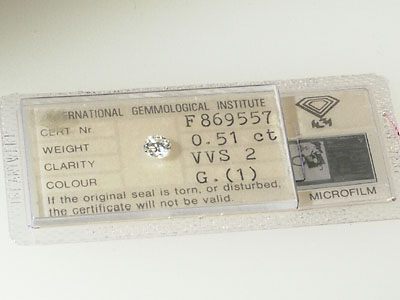 INTERNATIONAL GEMMOLOGICAL INSTITUTE
CERT Nr F869557
WEIGHT 0.51 ct
CLARITY VVS 2
COLOUR G.(1)
If the original seal is torn, or disturbed,
the certificate will not be valid.
MICROFILM